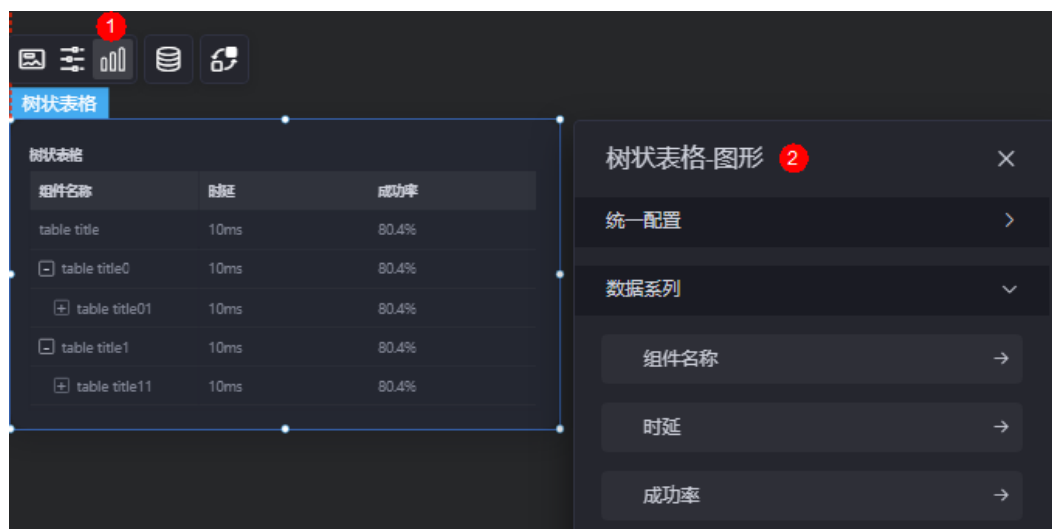 1
树状表格
树状表格
组件名称 时延 成功率
table title 10ms 80.4%
table title0 10ms 80.4%
table title01 10ms 80.4%
table title1 10ms 80.4%
table title11 10ms 80.4%
树状表格-图形 2
统一配置
数据系列
组件名称
时延
成功率